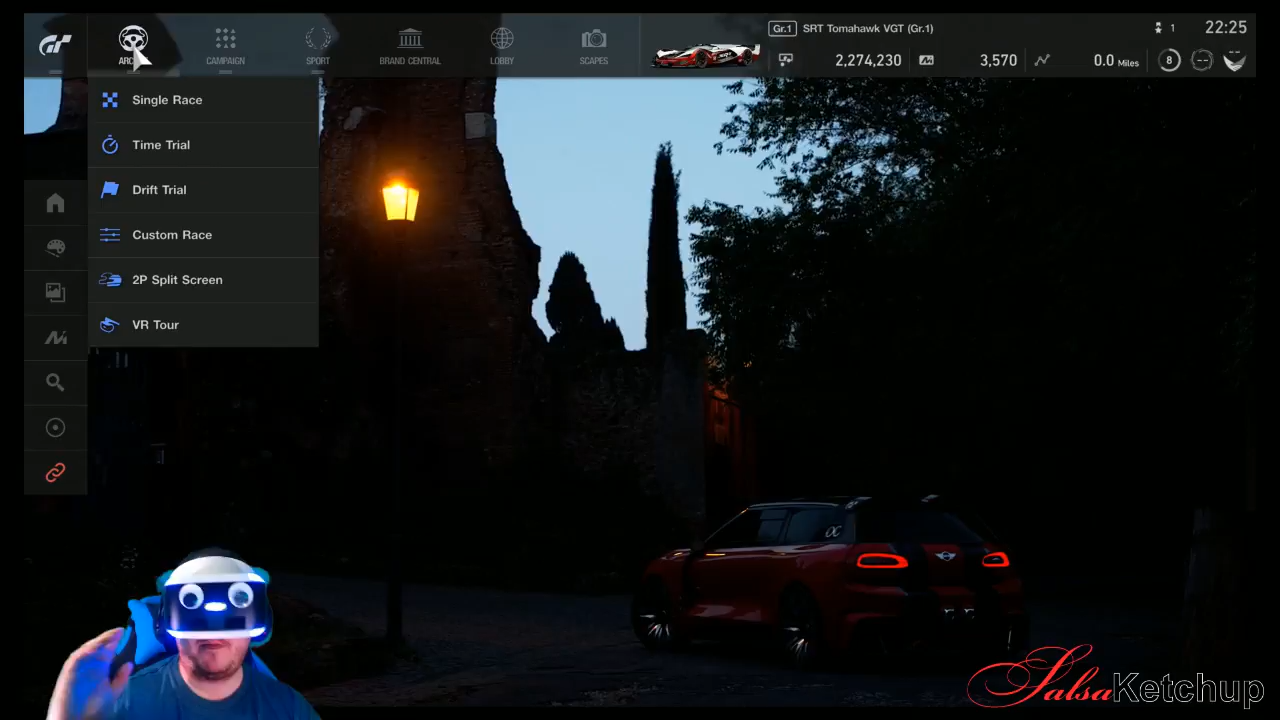 Gr.1 SRT Tomahawk VGT (Gr.1)
1 22:25
ARC
CAMPAIGN
SPORT
BRAND CENTRAL
LOBBY
SCAPES
2,274,230
3,570
0.0 Miles
8
Single Race
Time Trial
Drift Trial
Custom Race
2P Split Screen
VR Tour
SalsaKetchup